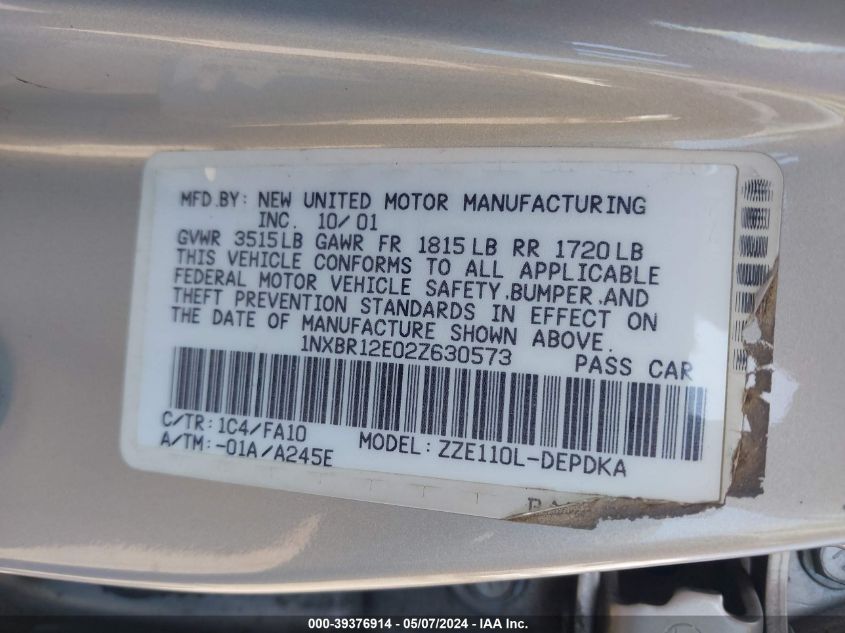 MFD.BY: NEW UNITED MOTOR MANUFACTURING
INC. 10/01
GVWR 3515LB GAWR FR 1815LB RR 1720LB
THIS VEHICLE CONFORMS TO ALL APPLICABLE
FEDERAL MOTOR VEHICLE SAFETY,BUMPER,AND
THEFT PREVENTION STANDARDS IN EFFECT ON
THE DATE OF MANUFACTURE SHOWN ABOVE.
1NXBR12E02Z630573 PASS CAR
C/TR:1C4/FA10
A/TM:-01A/A245E MODEL:ZZE110L-DEPDKA
000-39376914 - 05/07/2024 - © IAA, Inc.